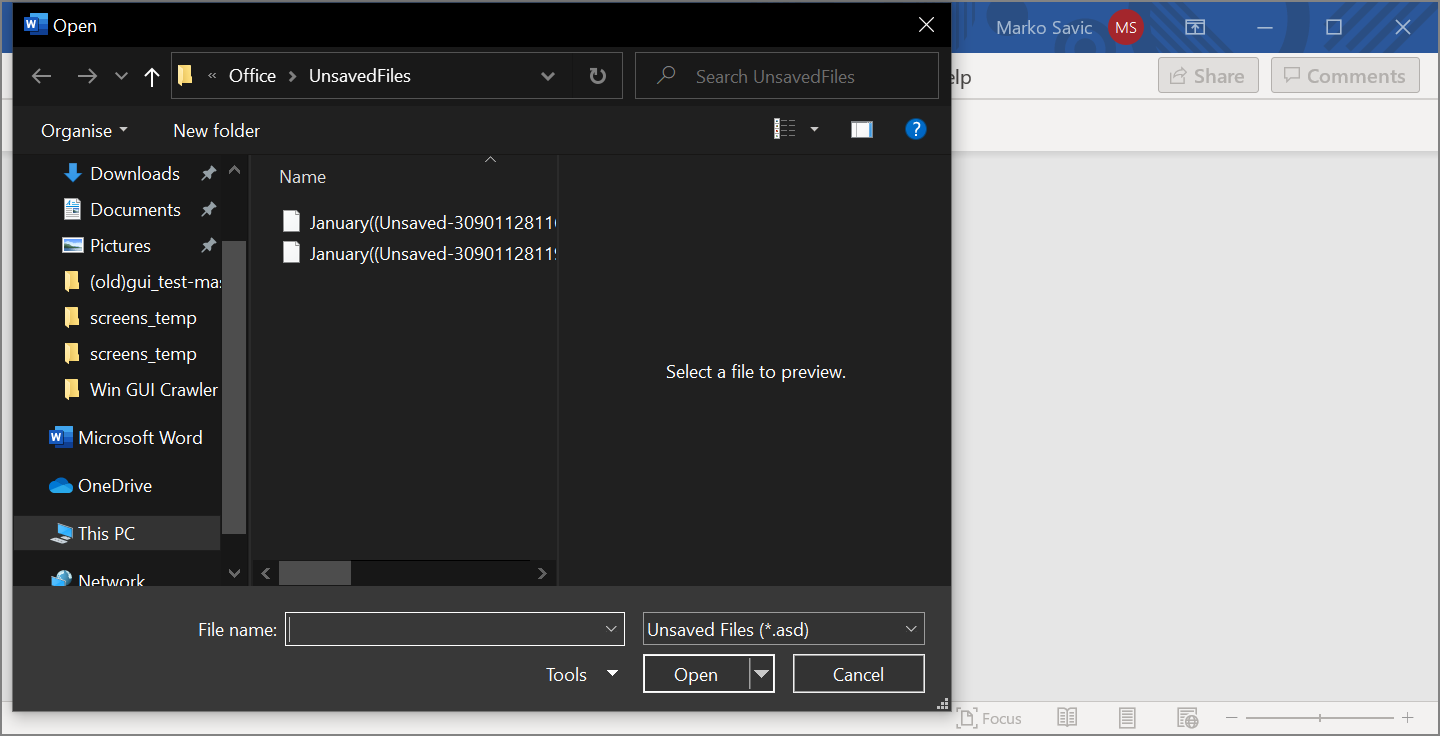 Open
Marko Savic MS
« Office > UnsavedFiles
Search UnsavedFiles
elp
Share
Comments
Organise
New folder
?
Downloads
Documents
Pictures
(old)gui_test-mas
screens_temp
screens_temp
Win GUI Crawler
Microsoft Word
OneDrive
This PC
Network
Name
January((Unsaved-3090112811
January((Unsaved-3090112811
Select a file to preview.
File name:
Unsaved Files (*.asd)
Tools
Open
Cancel
Focus